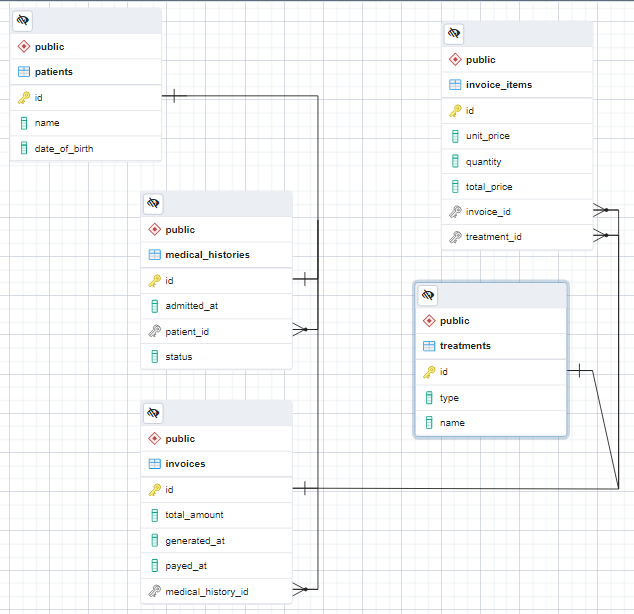 public
patients
id
name
date_of_birth
public
medical_histories
id
admitted_at
patient_id
status
public
invoices
id
total_amount
generated_at
payed_at
medical_history_id
public
invoice_items
id
unit_price
quantity
total_price
invoice_id
treatment_id
public
treatments
id
type
name